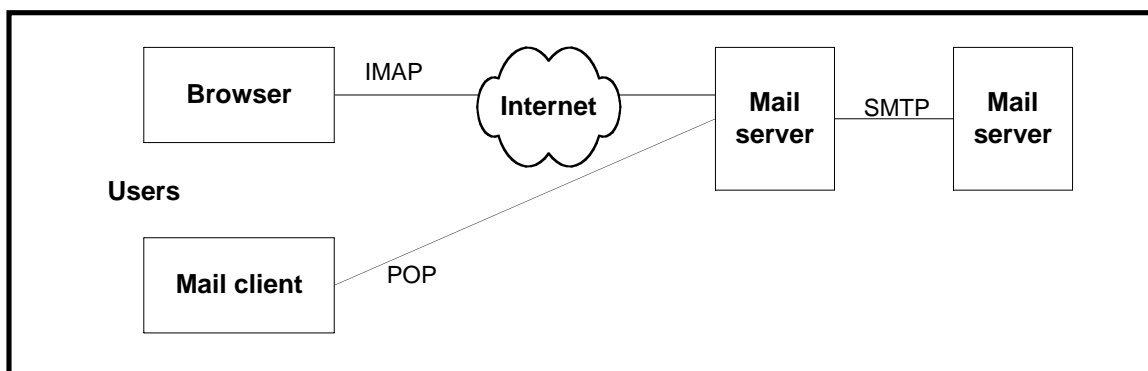 Browser
IMAP
Internet
Mail
server
SMTP
Mail
server
Users
Mail client
POP